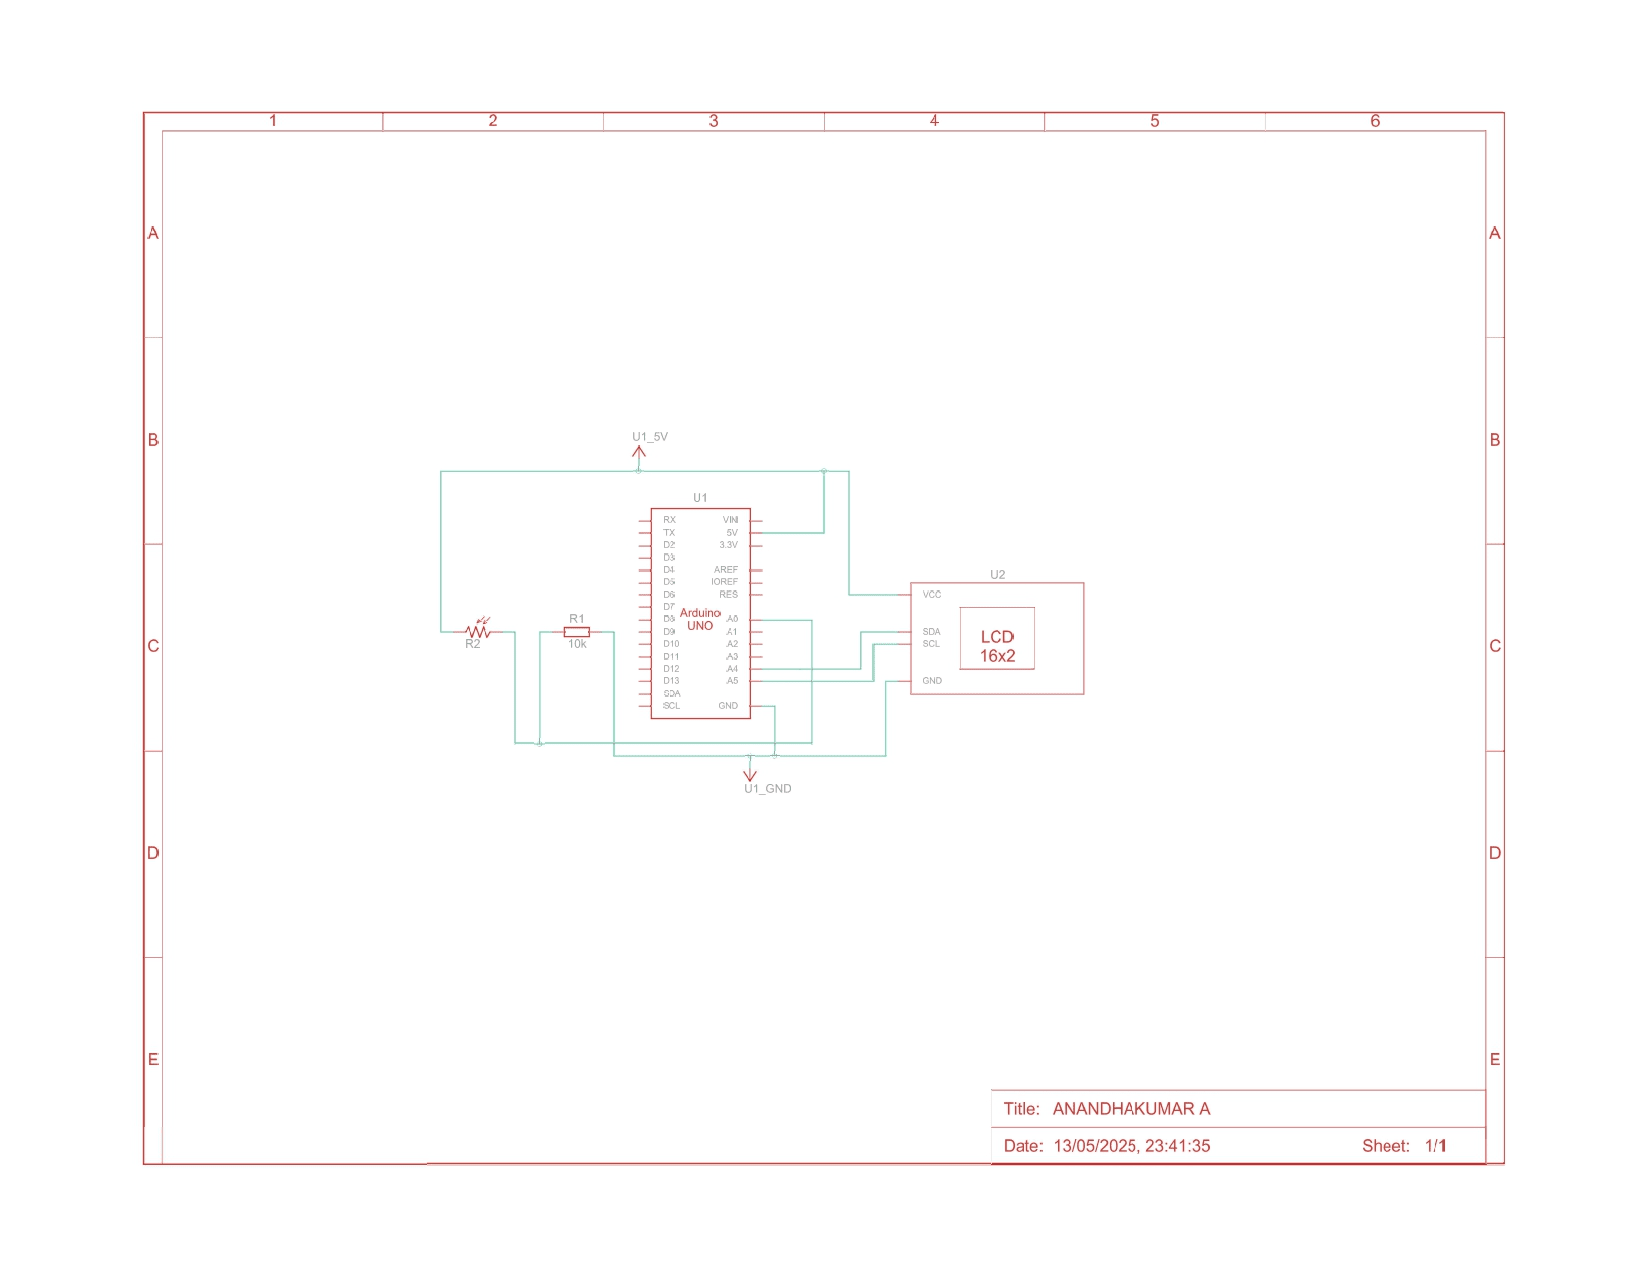 1 2 3 4 5 6
A A
B B
U1_5V
U1
RX VIN
TX 5V
D2 3.3V
D3
D4 AREF
D5 IOREF
D6 RES
D7
D8 A0
D9 A1
D10 A2
D11 A3
D12 A4
D13 A5
SDA
SCL GND
Arduino
UNO
R2
R1
10k
U2
VCC
SDA
SCL
GND
LCD
16x2
C C
U1_GND
D D
E E
Title: ANANDHAKUMAR A
Date: 13/05/2025, 23:41:35 Sheet: 1/1